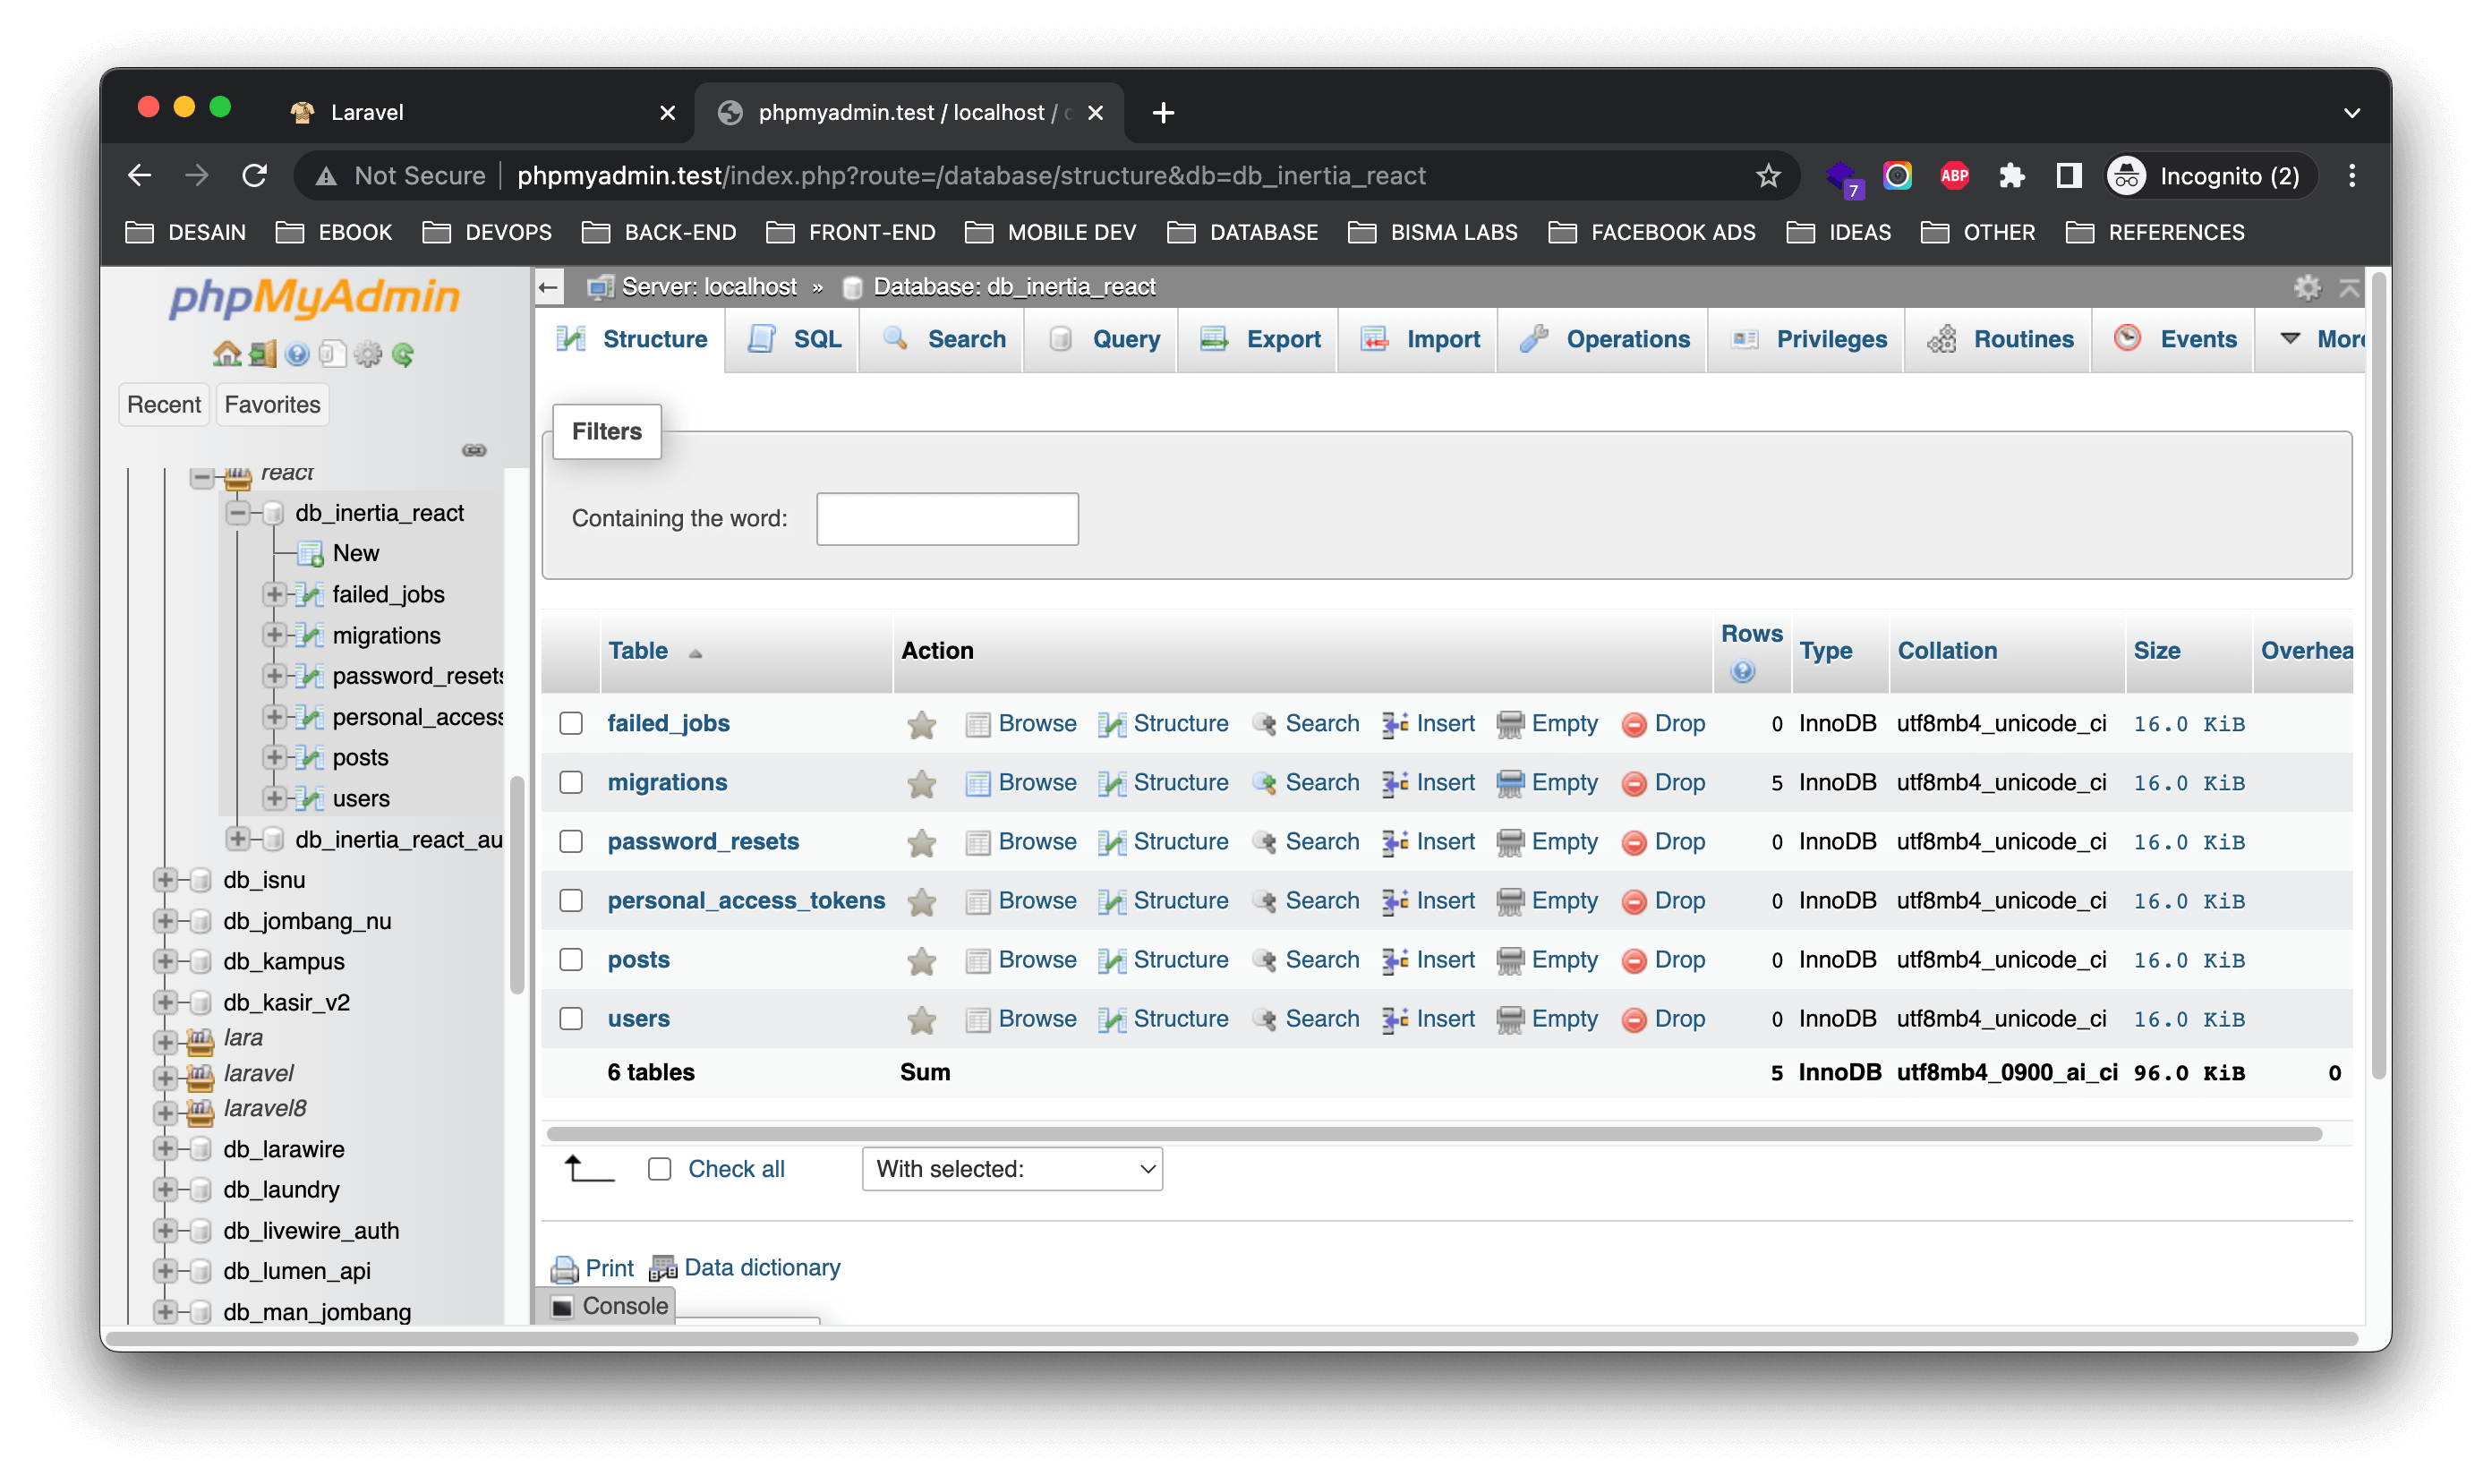 Laravel
phpmyadmin.test / localhost /
Not Secure phpmyadmin.test/index.php?route=/database/structure&db=db_inertia_react 7 ABP Incognito (2)
DESAIN EBOOK DEVOPS BACK-END FRONT-END MOBILE DEV DATABASE BISMA LABS FACEBOOK ADS IDEAS OTHER REFERENCES
phpMyAdmin
Recent Favorites
react
db_inertia_react
New
failed_jobs
migrations
password_resets
personal_access
posts
users
db_inertia_react_au
db_isnu
db_jombang_nu
db_kampus
db_kasir_v2
lara
laravel
laravel8
db_larawire
db_laundry
db_livewire_auth
db_lumen_api
db_man_jombang
Server: localhost » Database: db_inertia_react
Structure SQL Search Query Export Import Operations Privileges Routines Events More
Filters
Containing the word:
Table Action Rows Type Collation Size Overhea
failed_jobs Browse Structure Search Insert Empty Drop 0 InnoDB utf8mb4_unicode_ci 16.0 KiB
migrations Browse Structure Search Insert Empty Drop 5 InnoDB utf8mb4_unicode_ci 16.0 KiB
password_resets Browse Structure Search Insert Empty Drop 0 InnoDB utf8mb4_unicode_ci 16.0 KiB
personal_access_tokens Browse Structure Search Insert Empty Drop 0 InnoDB utf8mb4_unicode_ci 16.0 KiB
posts Browse Structure Search Insert Empty Drop 0 InnoDB utf8mb4_unicode_ci 16.0 KiB
users Browse Structure Search Insert Empty Drop 0 InnoDB utf8mb4_unicode_ci 16.0 KiB
6 tables Sum 5 InnoDB utf8mb4_0900_ai_ci 96.0 KiB 0
Check all With selected:
Print Data dictionary
Console